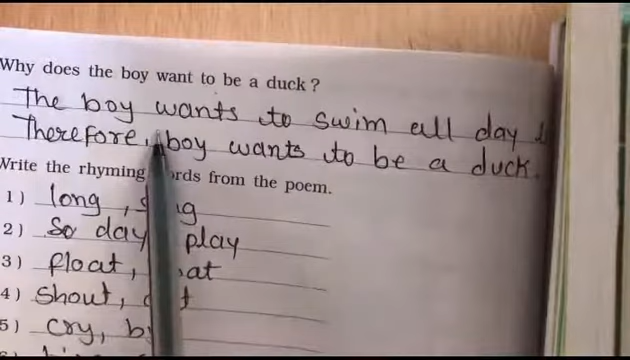 Why does the boy want to be a duck?
The boy wants to swim all day
Therefore, boy wants to be a duck.
Write the rhyming words from the poem.
1) long,
2) So day play
3) float,
4) Shout,
5) cry,